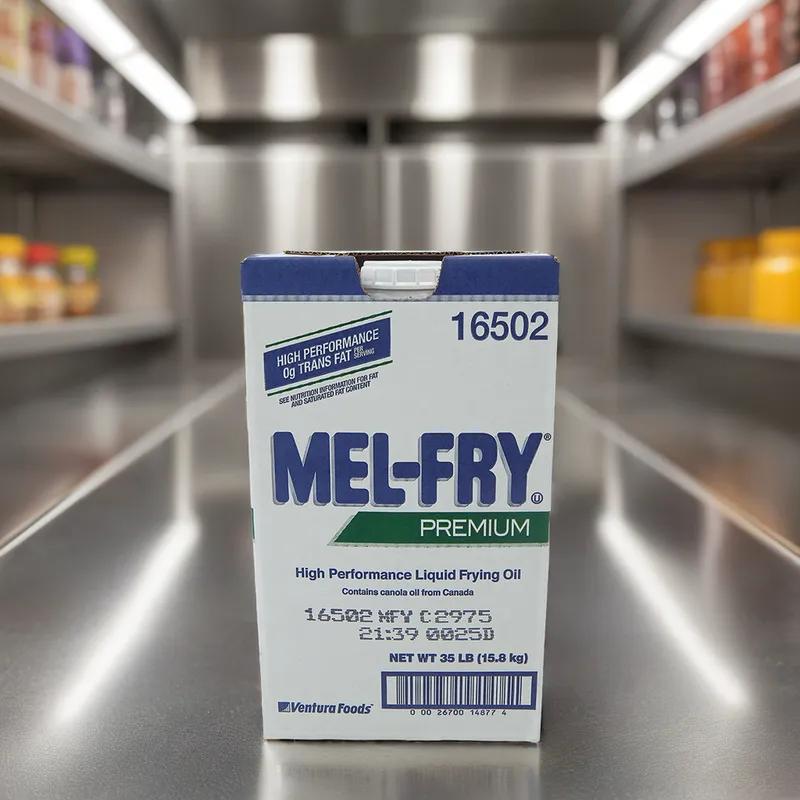 16502
HIGH PERFORMANCE
0g TRANS FAT PER SERVING
SEE NUTRITION INFORMATION FOR FAT
AND SATURATED FAT CONTENT
MEL-FRY®
U
PREMIUM
High Performance Liquid Frying Oil
Contains canola oil from Canada
16502 MFY C2975
21:39 0025D
NET WT 35 LB (15.8 kg)
0 00 26700 14877 4
Ventura Foods™